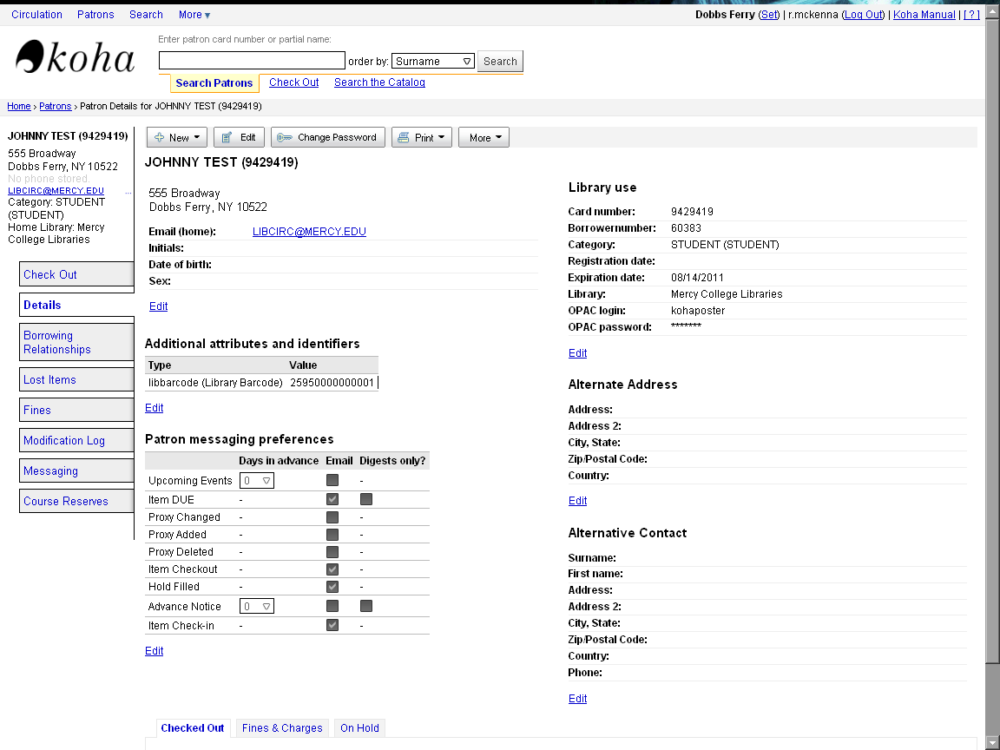 Circulation Patrons Search More ▾ Dobbs Ferry (Set) | r.mckenna (Log Out) | Koha Manual | [ ? ]
koha
Enter patron card number or partial name:
order by: Surname Search
Search Patrons Check Out Search the Catalog
Home › Patrons › Patron Details for JOHNNY TEST (9429419)
JOHNNY TEST (9429419)
555 Broadway
Dobbs Ferry, NY 10522
No phone stored.
LIBCIRC@MERCY.EDU ...
Category: STUDENT
(STUDENT)
Home Library: Mercy
College Libraries
Check Out
Details
Borrowing
Relationships
Lost Items
Fines
Modification Log
Messaging
Course Reserves
New Edit Change Password Print More
JOHNNY TEST (9429419)
555 Broadway
Dobbs Ferry, NY 10522
Email (home): LIBCIRC@MERCY.EDU
Initials:
Date of birth:
Sex:
Edit
Additional attributes and identifiers
Type Value
libbarcode (Library Barcode) 25950000000001
Edit
Patron messaging preferences
Days in advance Email Digests only?
Upcoming Events 0 -
Item DUE -
Proxy Changed - -
Proxy Added - -
Proxy Deleted - -
Item Checkout - -
Hold Filled - -
Advance Notice 0
Item Check-in - -
Edit
Library use
Card number: 9429419
Borrowernumber: 60383
Category: STUDENT (STUDENT)
Registration date:
Expiration date: 08/14/2011
Library: Mercy College Libraries
OPAC login: kohaposter
OPAC password: *******
Edit
Alternate Address
Address:
Address 2:
City, State:
Zip/Postal Code:
Country:
Edit
Alternative Contact
Surname:
First name:
Address:
Address 2:
City, State:
Zip/Postal Code:
Country:
Phone:
Edit
Checked Out Fines & Charges On Hold